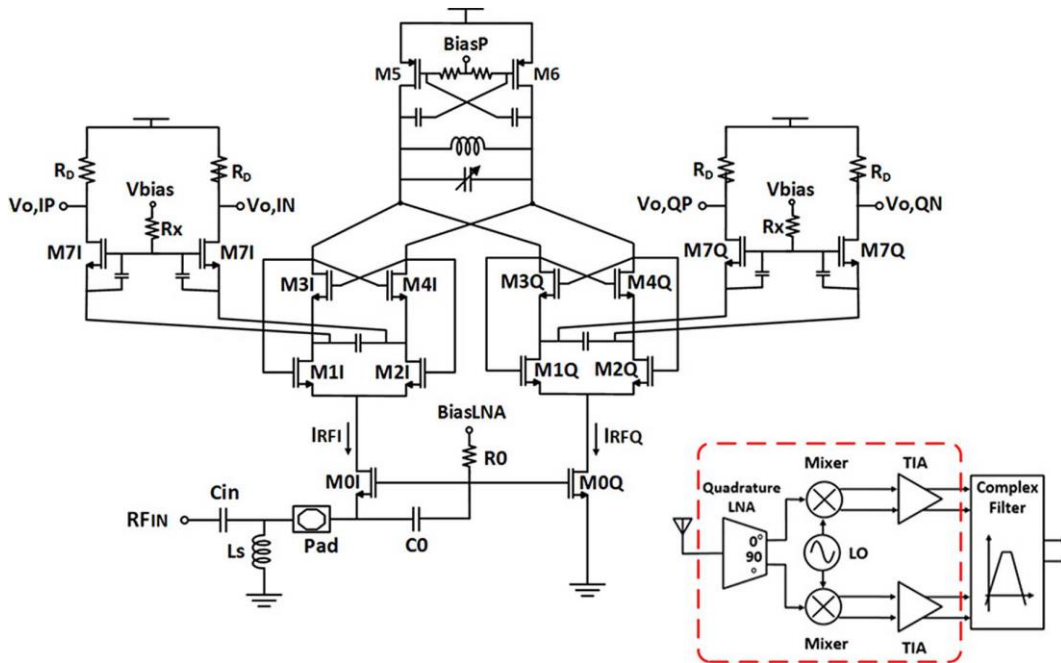 BiasP
M5
M6
RD
RD
Vbias
Vo,IP
Vo,IN
Rx
M7I
M7I
RD
RD
Vbias
Vo,QP
Vo,QN
Rx
M7Q
M7Q
M3I
M4I
M3Q
M4Q
M1I
M2I
M1Q
M2Q
BiasLNA
IRFI
IRFQ
R0
M0I
M0Q
Cin
RFIN
Ls
Pad
C0
Mixer
TIA
Quadrature
LNA
Complex
Filter
0°
90
°
LO
Mixer
TIA